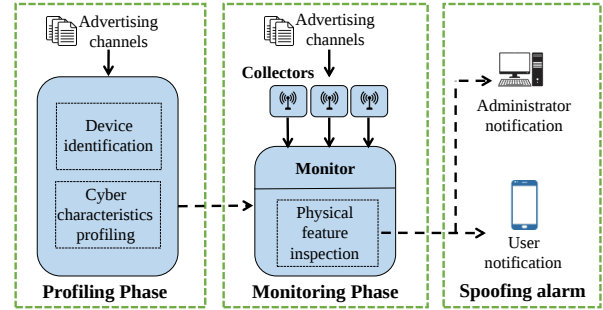 Advertising
channels
Device
identification
Cyber
characteristics
profiling
Profiling Phase
Advertising
channels
Collectors
Monitor
Physical
feature
inspection
Monitoring Phase
Administrator
notification
User
notification
Spoofing alarm